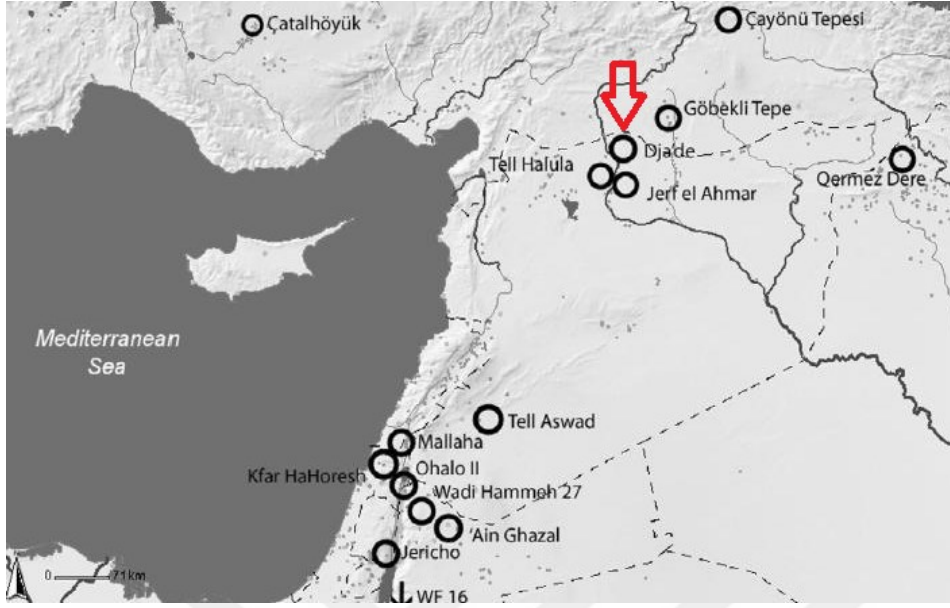 Çatalhöyük
Çayönü Tepesi
Göbekli Tepe
Djade
Tell Halula
Qermez Dere
Jerf el Ahmar
Mediterranean
Sea
Tell Aswad
Mallaha
Ohalo II
Kfar HaHoresh
Wadi Hammeh 27
'Ain Ghazal
Jericho
0 71km
WF 16